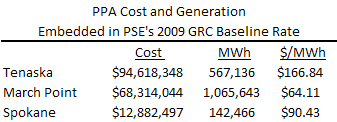 PPA Cost and Generation
Embedded in PSE's 2009 GRC Baseline Rate
Cost MWh $/MWh
Tenaska $94,618,348 567,136 $166.84
March Point $68,314,044 1,065,643 $64.11
Spokane $12,882,497 142,466 $90.43